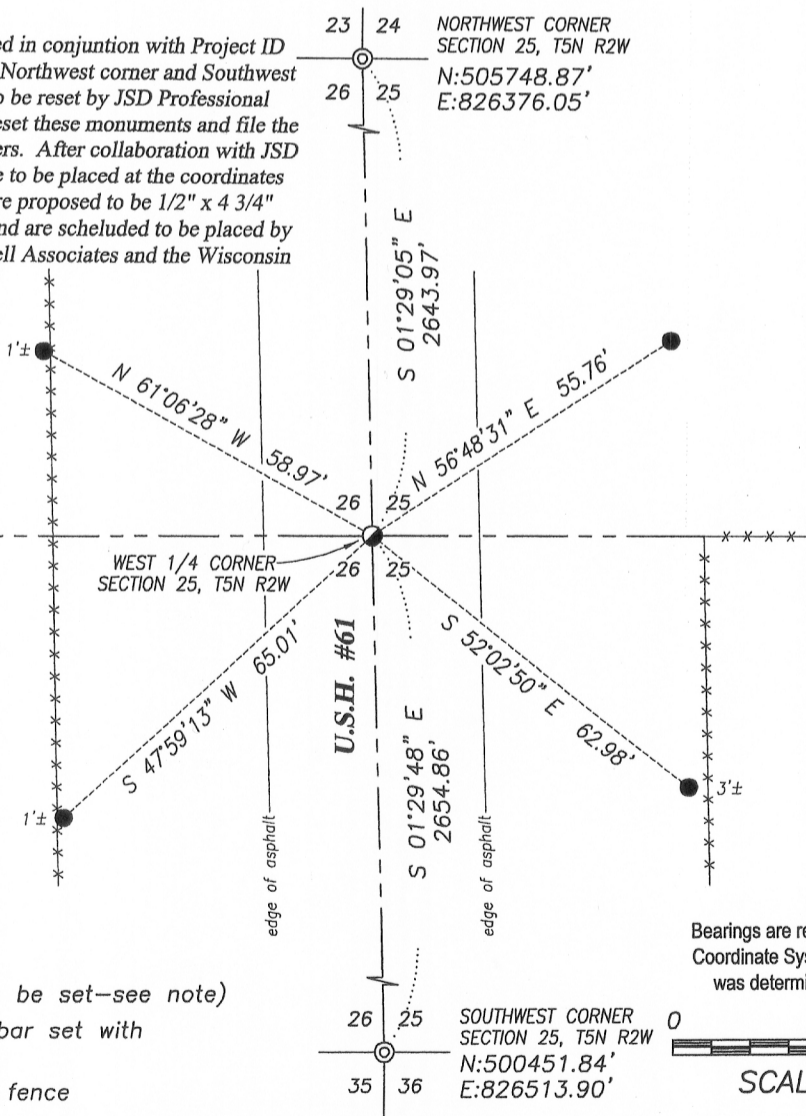 ed in conjuntion with Project ID
Northwest corner and Southwest
o be reset by JSD Professional
eset these monuments and file the
ers. After collaboration with JSD
e to be placed at the coordinates
re proposed to be 1/2" x 4 3/4"
nd are scheluded to be placed by
ell Associates and the Wisconsin
23 24
26 25
NORTHWEST CORNER
SECTION 25, T5N R2W
N:505748.87'
E:826376.05'
S 01°29'05" E
2643.97'
1'±
N 61°06'28" W 58.97'
N 56°48'31" E 55.76'
26 25
WEST 1/4 CORNER
SECTION 25, T5N R2W
26 25
S 47°59'13" W 65.01'
S 52°02'50" E 62.98'
U.S.H. #61
S 01°29'48" E
2654.86'
1'±
3'±
edge of asphalt
edge of asphalt
Bearings are re
Coordinate Sys
was determi
be set-see note)
bar set with
fence
26 25
35 36
SOUTHWEST CORNER
SECTION 25, T5N R2W
N:500451.84'
E:826513.90'
0
SCAL